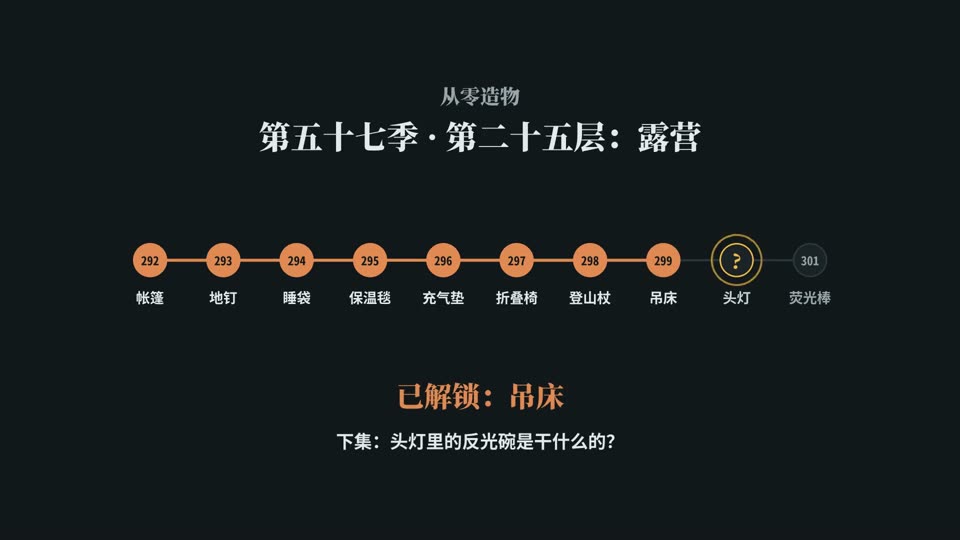 从零造物
第五十七季 · 第二十五层：露营
292 293 294 295 296 297 298 299 ? 301
帐篷 地钉 睡袋 保温毯 充气垫 折叠椅 登山杖 吊床 头灯 荧光棒
已解锁：吊床
下集：头灯里的反光碗是干什么的？